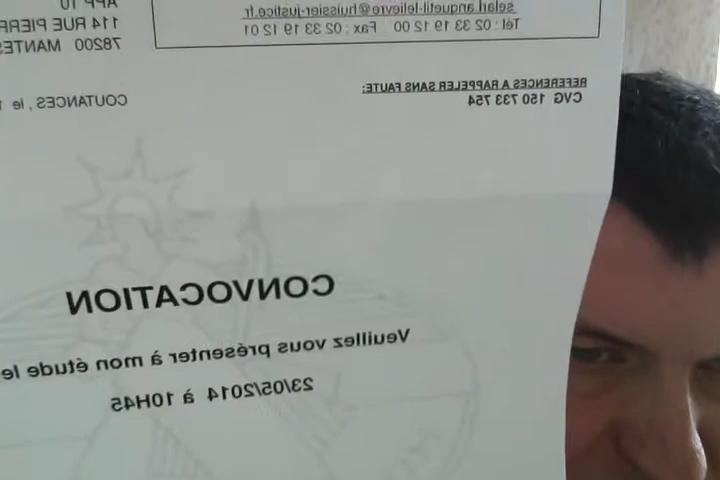 selarl.anquetil-lelievre@huissier-justice.fr
Tél : 02 33 19 12 00 Fax : 02 33 19 12 01
APP 10
114 RUE PIERR
78200 MANTES
REFERENCES A RAPPELER SANS FAUTE:
CVG 150 733 754
COUTANCES , le
CONVOCATION
Veuillez vous présenter à mon étude le
23/05/2014 à 10H45